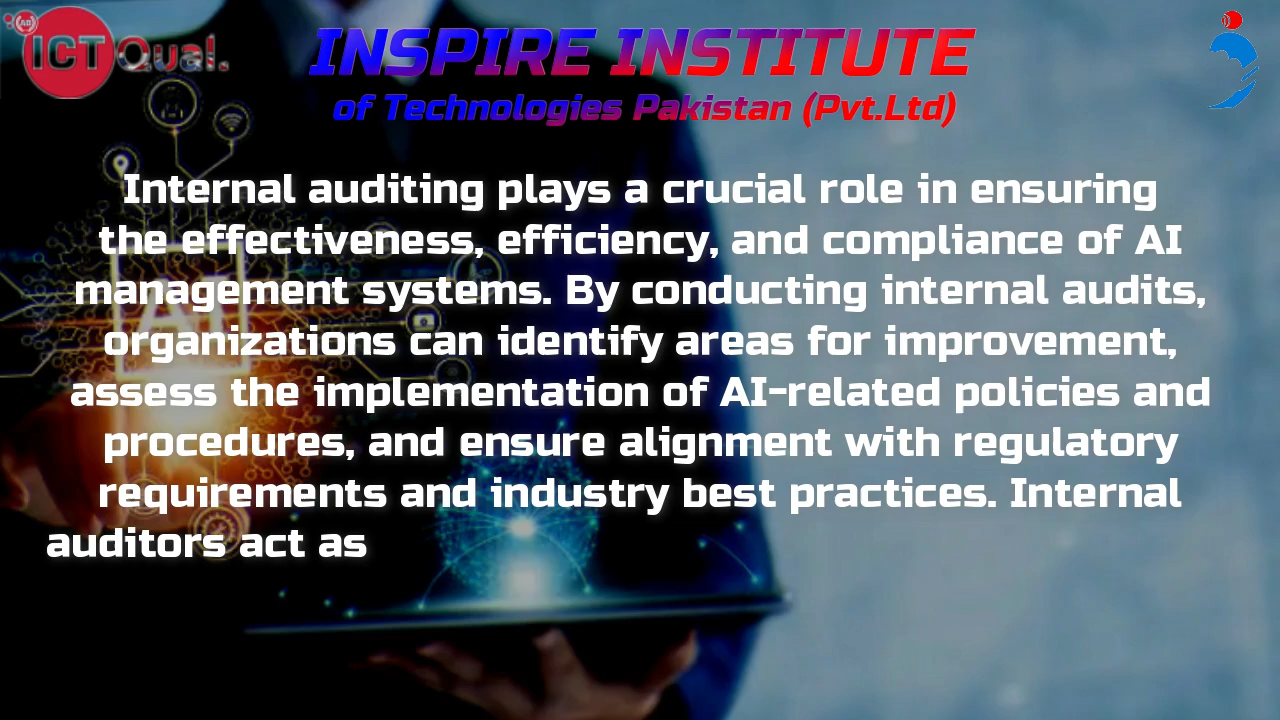 ICTQual.
INSPIRE INSTITUTE
of Technologies Pakistan (Pvt.Ltd)
Internal auditing plays a crucial role in ensuring
the effectiveness, efficiency, and compliance of AI
management systems. By conducting internal audits,
organizations can identify areas for improvement,
assess the implementation of AI-related policies and
procedures, and ensure alignment with regulatory
requirements and industry best practices. Internal
auditors act as
AI